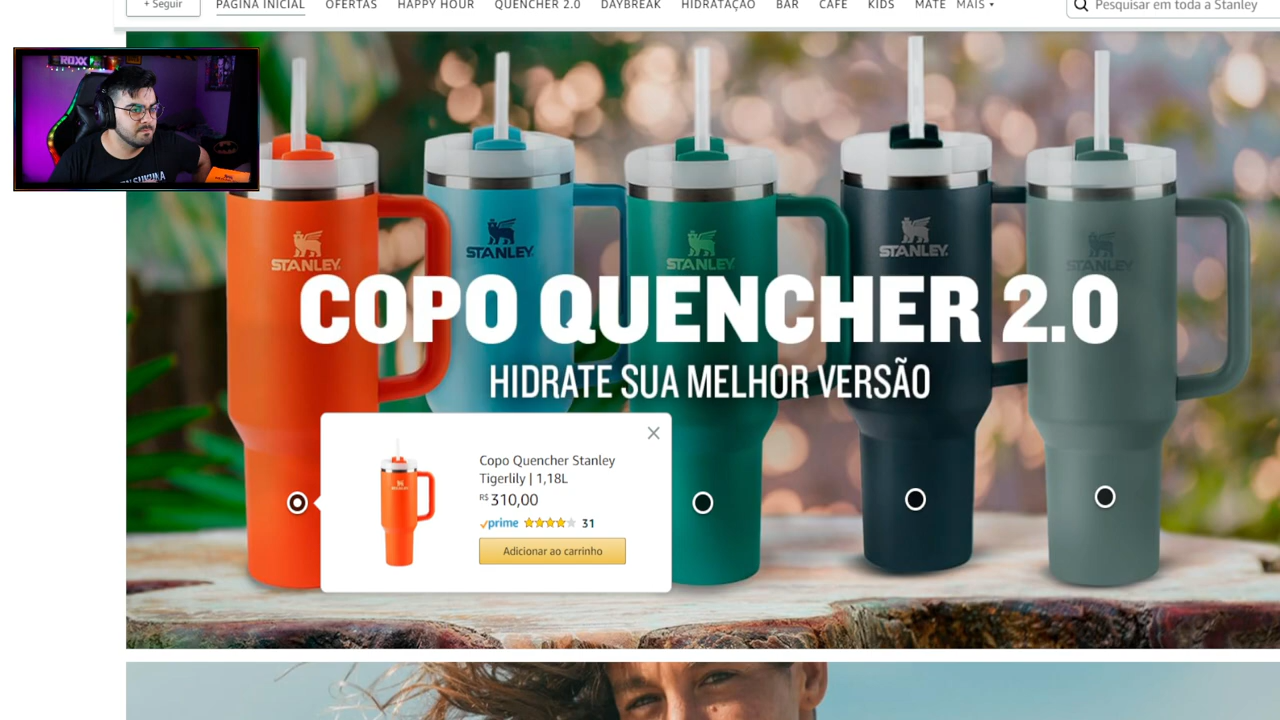 + Seguir
PÁGINA INICIAL OFERTAS HAPPY HOUR QUENCHER 2.0 DAYBREAK HIDRATAÇÃO BAR CAFÉ KIDS MATE MAIS
Pesquisar em toda a Stanley
ROXX
STANLEY
STANLEY
STANLEY
STANLEY
STANLEY
COPO QUENCHER 2.0
HIDRATE SUA MELHOR VERSÃO
Copo Quencher Stanley
Tigerlily | 1,18L
R$ 310,00
prime 31
Adicionar ao carrinho